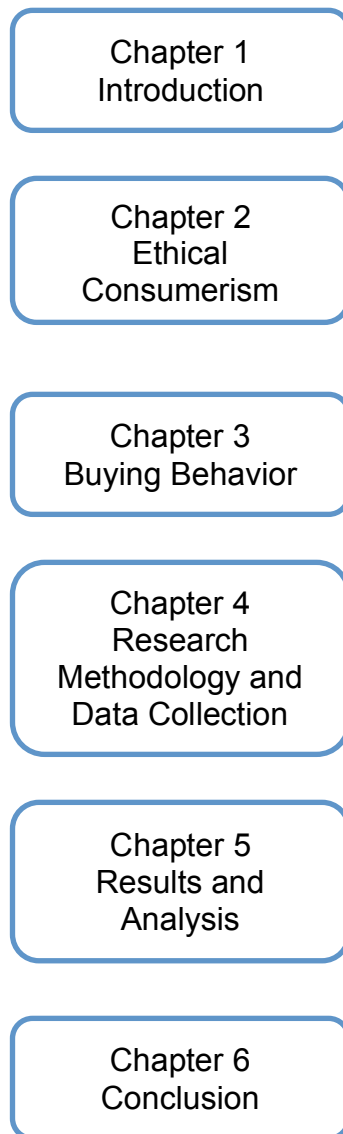 Chapter 1
Introduction
Chapter 2
Ethical
Consumerism
Chapter 3
Buying Behavior
Chapter 4
Research
Methodology and
Data Collection
Chapter 5
Results and
Analysis
Chapter 6
Conclusion